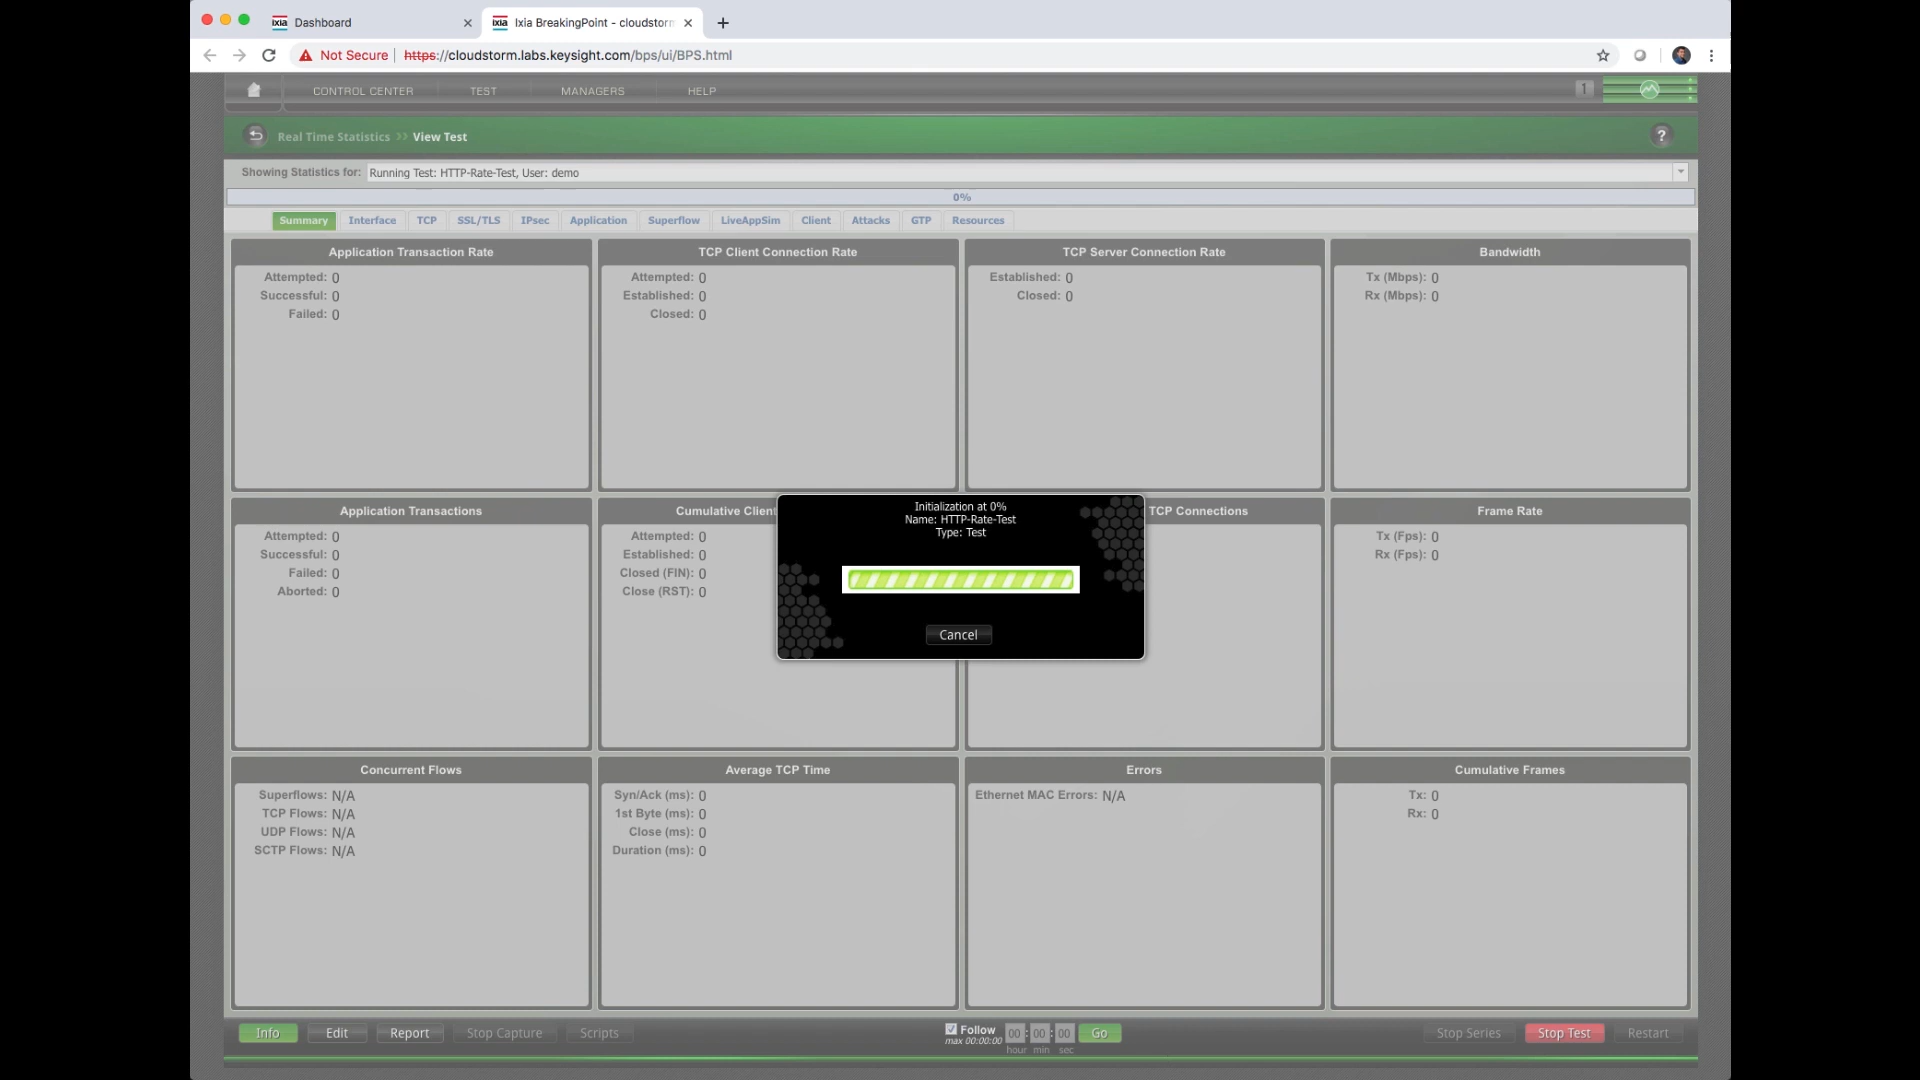 ixia Dashboard
ixia Ixia BreakingPoint - cloudstorm
Not Secure https://cloudstorm.labs.keysight.com/bps/ui/BPS.html
CONTROL CENTER TEST MANAGERS HELP 1
Real Time Statistics >> View Test ?
Showing Statistics for: Running Test: HTTP-Rate-Test, User: demo
0%
Summary Interface TCP SSL/TLS IPsec Application Superflow LiveAppSim Client Attacks GTP Resources
Application Transaction Rate
Attempted: 0
Successful: 0
Failed: 0
TCP Client Connection Rate
Attempted: 0
Established: 0
Closed: 0
TCP Server Connection Rate
Established: 0
Closed: 0
Bandwidth
Tx (Mbps): 0
Rx (Mbps): 0
Application Transactions
Attempted: 0
Successful: 0
Failed: 0
Aborted: 0
Cumulative Client
Attempted: 0
Established: 0
Closed (FIN): 0
Close (RST): 0
Initialization at 0%
Name: HTTP-Rate-Test
Type: Test
Cancel
TCP Connections
Frame Rate
Tx (Fps): 0
Rx (Fps): 0
Concurrent Flows
Superflows: N/A
TCP Flows: N/A
UDP Flows: N/A
SCTP Flows: N/A
Average TCP Time
Syn/Ack (ms): 0
1st Byte (ms): 0
Close (ms): 0
Duration (ms): 0
Errors
Ethernet MAC Errors: N/A
Cumulative Frames
Tx: 0
Rx: 0
Info Edit Report Stop Capture Scripts
Follow
max 00:00:00
00 : 00 : 00 Go
hour min sec
Stop Series Stop Test Restart